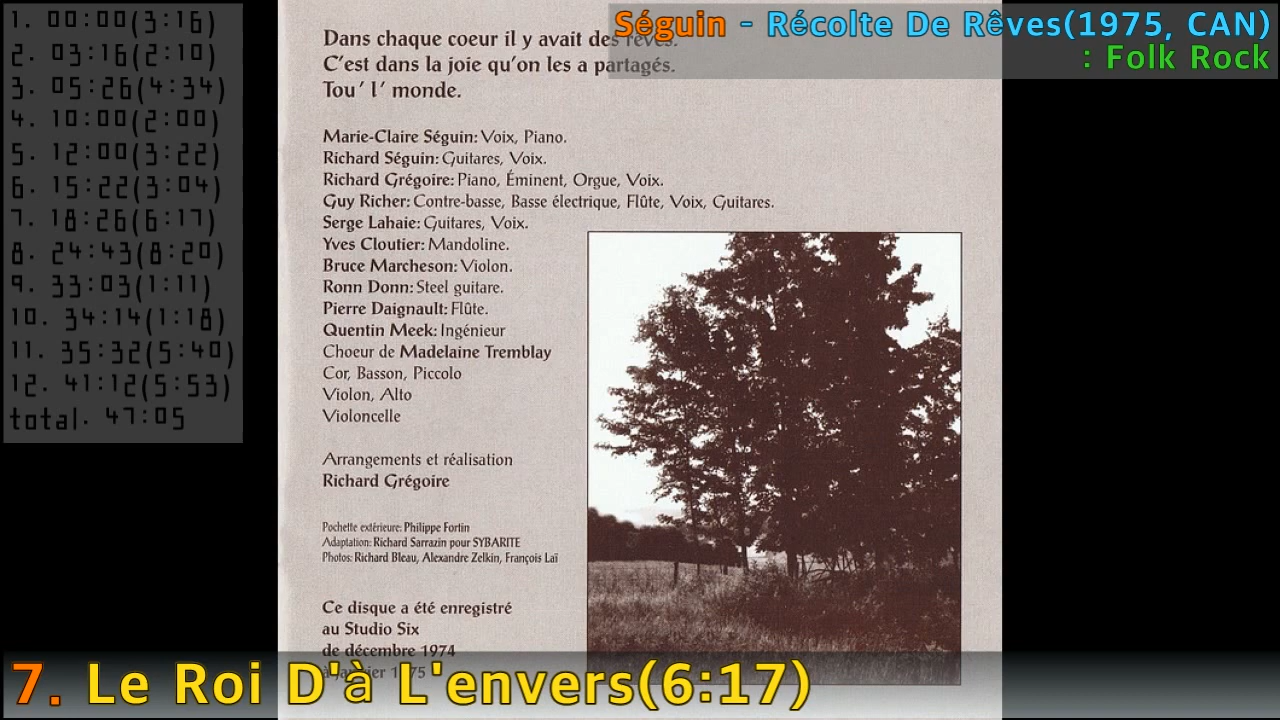 1. 00:00(3:16)
2. 03:16(2:10)
3. 05:26(4:34)
4. 10:00(2:00)
5. 12:00(3:22)
6. 15:22(3:04)
7. 18:26(6:17)
8. 24:43(8:20)
9. 33:03(1:11)
10. 34:14(1:18)
11. 35:32(5:40)
12. 41:12(5:53)
total. 47:05
Séguin - Récolte De Rêves(1975, CAN)
: Folk Rock
Dans chaque coeur il y avait des rêves.
C'est dans la joie qu'on les a partagés.
Tou' l' monde.
Marie-Claire Séguin: Voix, Piano.
Richard Séguin: Guitares, Voix.
Richard Grégoire: Piano, Éminent, Orgue, Voix.
Guy Richer: Contre-basse, Basse électrique, Flûte, Voix, Guitares.
Serge Lahaie: Guitares, Voix.
Yves Cloutier: Mandoline.
Bruce Marcheson: Violon.
Ronn Donn: Steel guitare.
Pierre Daignault: Flûte.
Quentin Meek: Ingénieur
Choeur de Madelaine Tremblay
Cor, Basson, Piccolo
Violon, Alto
Violoncelle
Arrangements et réalisation
Richard Grégoire
Pochette extérieure: Philippe Fortin
Adaptation: Richard Sarrazin pour SYBARITE
Photos: Richard Bleau, Alexandre Zelkin, François Laï
Ce disque a été enregistré
au Studio Six
de décembre 1974
à janvier 1975
7. Le Roi D'à L'envers(6:17)